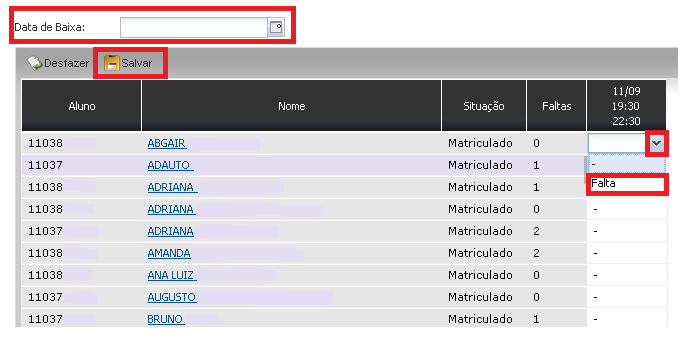 Data de Baixa:
Desfazer Salvar
Aluno Nome Situação Faltas 11/09 19:30 22:30
11038 ABGAIR Matriculado 0
11037 ADAUTO Matriculado 1 -
11038 ADRIANA Matriculado 1 Falta
11038 ADRIANA Matriculado 0 -
11037 ADRIANA Matriculado 2 -
11038 AMANDA Matriculado 2 -
11038 ANA LUIZ Matriculado 0 -
11037 AUGUSTO Matriculado 0 -
11037 BRUNO Matriculado 1 -